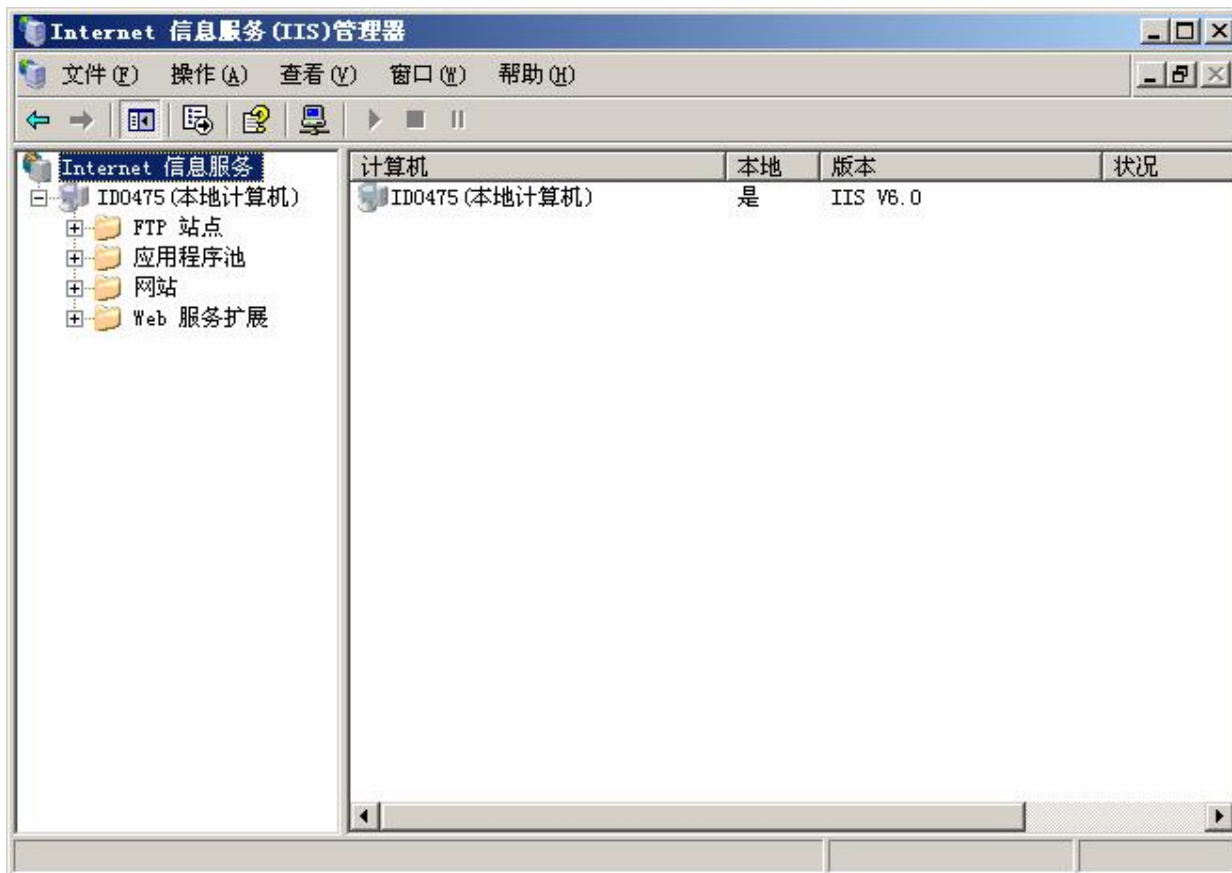 Internet 信息服务(IIS)管理器
文件(F) 操作(A) 查看(V) 窗口(W) 帮助(H)
Internet 信息服务
ID0475(本地计算机)
FTP 站点
应用程序池
网站
Web 服务扩展
计算机 本地 版本 状况
ID0475(本地计算机) 是 IIS V6.0